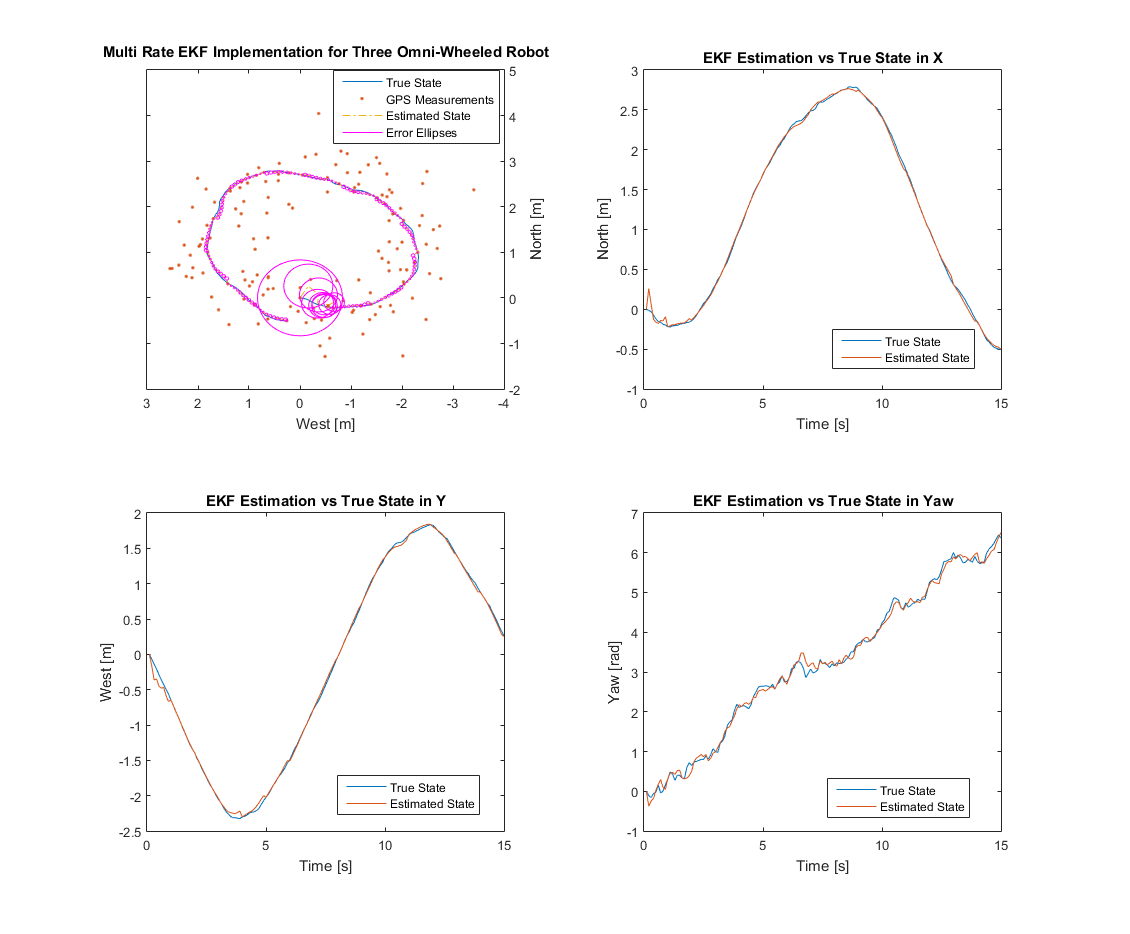 Multi Rate EKF Implementation for Three Omni-Wheeled Robot
True State
GPS Measurements
Estimated State
Error Ellipses
5
4
3
2
1
0
-1
-2
North [m]
3 2 1 0 -1 -2 -3 -4
West [m]
EKF Estimation vs True State in X
3
2.5
2
1.5
1
0.5
0
-0.5
-1
North [m]
True State
Estimated State
0 5 10 15
Time [s]
EKF Estimation vs True State in Y
2
1.5
1
0.5
0
-0.5
-1
-1.5
-2
-2.5
West [m]
True State
Estimated State
0 5 10 15
Time [s]
EKF Estimation vs True State in Yaw
7
6
5
4
3
2
1
0
-1
Yaw [rad]
True State
Estimated State
0 5 10 15
Time [s]